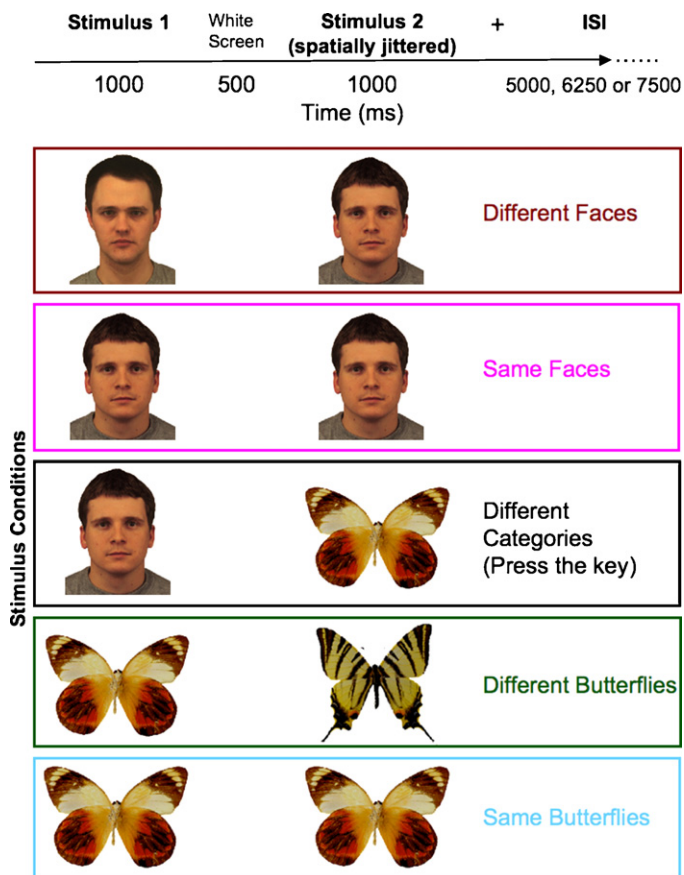 Stimulus 1
White
Screen
Stimulus 2
(spatially jittered)
+
ISI
1000
500
1000
5000, 6250 or 7500
Time (ms)
Stimulus Conditions
Different Faces
Same Faces
Different
Categories
(Press the key)
Different Butterflies
Same Butterflies